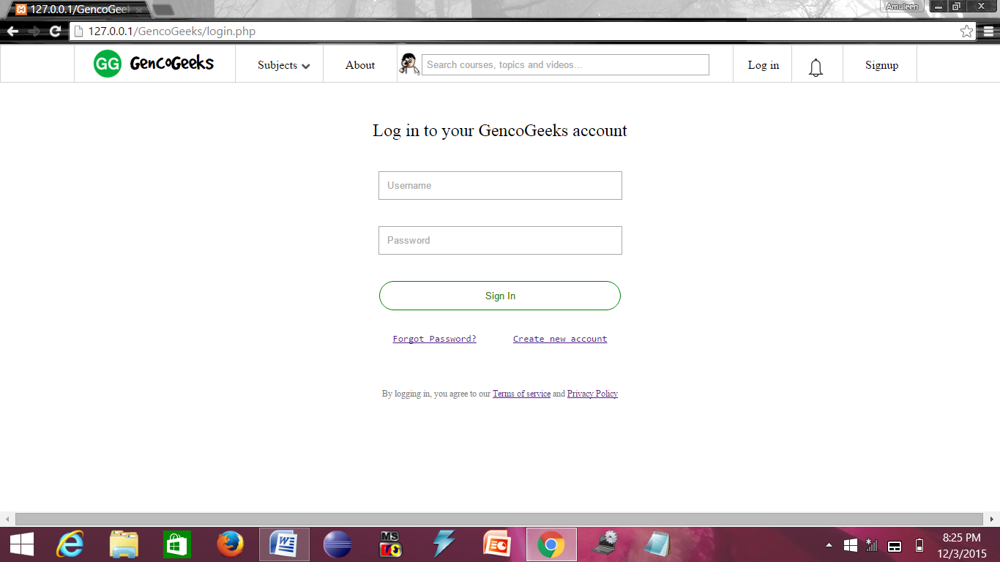 127.0.0.1/GencoGeek
Amuleen
127.0.0.1/GencoGeeks/login.php
GG GencoGeeks Subjects About Search courses, topics and videos... Log in Signup
Log in to your GencoGeeks account
Username
Password
Sign In
Forgot Password? Create new account
By logging in, you agree to our Terms of service and Privacy Policy
MS
8:25 PM
12/3/2015